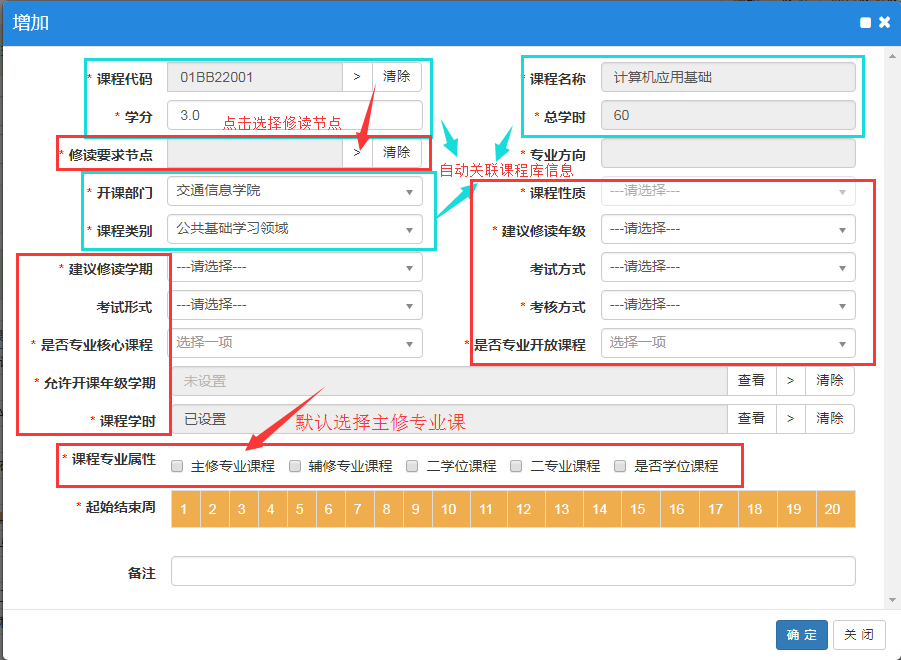 增加
* 课程代码 01BB22001 > 清除 * 课程名称 计算机应用基础
* 学分 3.0 * 总学时 60
点击选择修读节点
* 修读要求节点 > 清除 * 专业方向
自动关联课程库信息
* 开课部门 交通信息学院 * 课程性质 ---请选择---
* 课程类别 公共基础学习领域 * 建议修读年级 ---请选择---
* 建议修读学期 ---请选择--- 考试方式 ---请选择---
考试形式 ---请选择--- * 考核方式 ---请选择---
* 是否专业核心课程 选择一项 * 是否专业开放课程 选择一项
* 允许开课年级学期 未设置 查看 > 清除
* 课程学时 已设置 查看 > 清除
默认选择主修专业课
* 课程专业属性 主修专业课程 辅修专业课程 二学位课程 二专业课程 是否学位课程
* 起始结束周 1 2 3 4 5 6 7 8 9 10 11 12 13 14 15 16 17 18 19 20
备注
确 定 关 闭